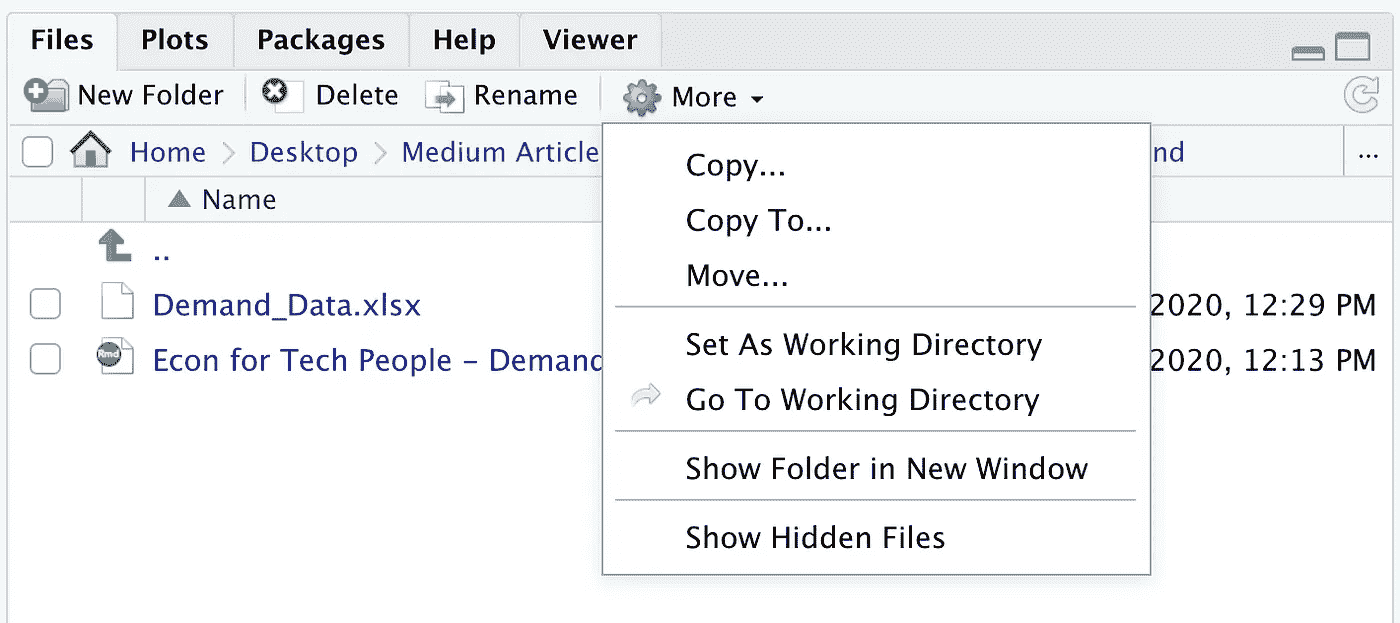 Files Plots Packages Help Viewer
New Folder Delete Rename More
Home Desktop Medium Article nd ...
Name
Copy...
Copy To...
Move...
Set As Working Directory
Go To Working Directory
Show Folder in New Window
Show Hidden Files
..
Demand_Data.xlsx 2020, 12:29 PM
Rmd Econ for Tech People – Demand 2020, 12:13 PM